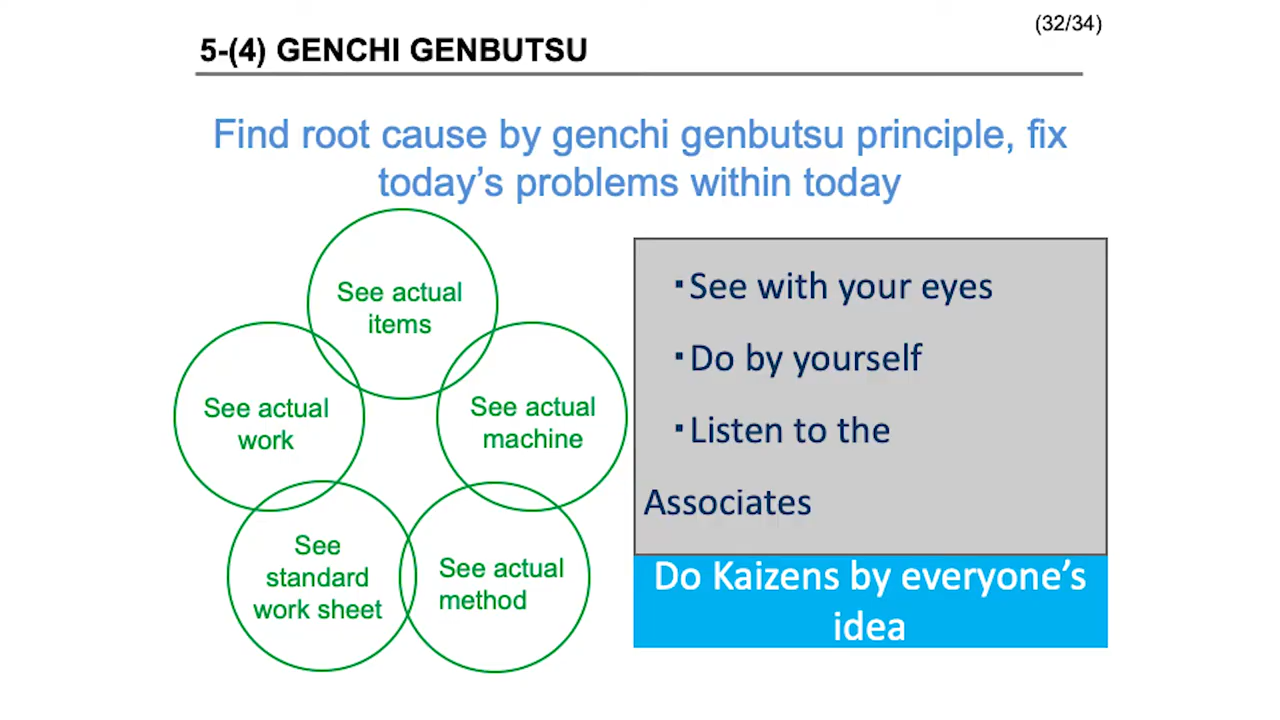 (32/34)
5-(4) GENCHI GENBUTSU
Find root cause by genchi genbutsu principle, fix
today's problems within today
See actual
items
See actual
work
See actual
machine
See
standard
work sheet
See actual
method
・See with your eyes
・Do by yourself
・Listen to the
Associates
Do Kaizens by everyone's
idea